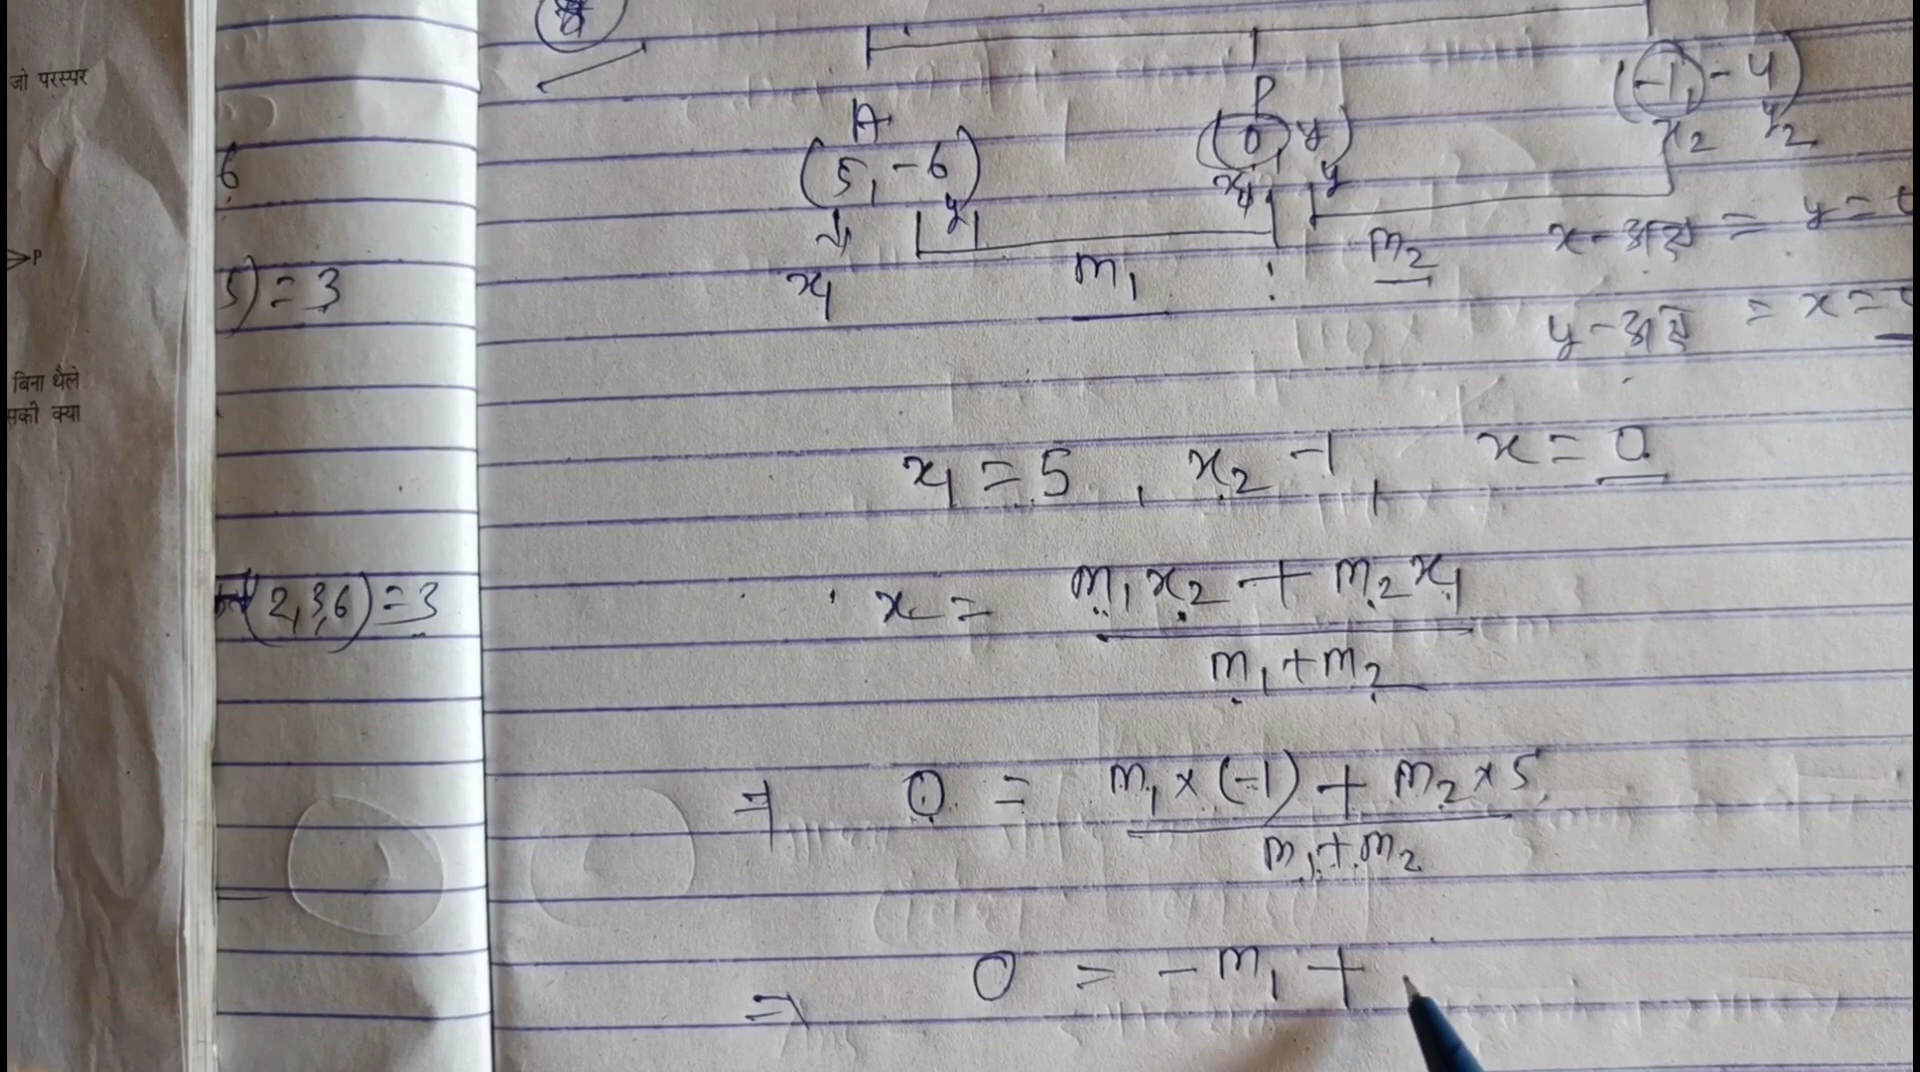 जो परस्पर
6
P
5) = 3
बिना थैले
सकी क्या
(2,3,6) = 3
A
P
(-1, -4)
(5, -6)
(0, y)
x2 y2
x1 y1
x, y
m1 : m2
x-अक्ष = y =
y-अक्ष = x =
x1 = 5, x2 -1, x = 0
x = m1x2 + m2x1
m1 + m2
⇒ 0 = m1 × (-1) + m2 × 5
m1 + m2
⇒ 0 = -m1 +